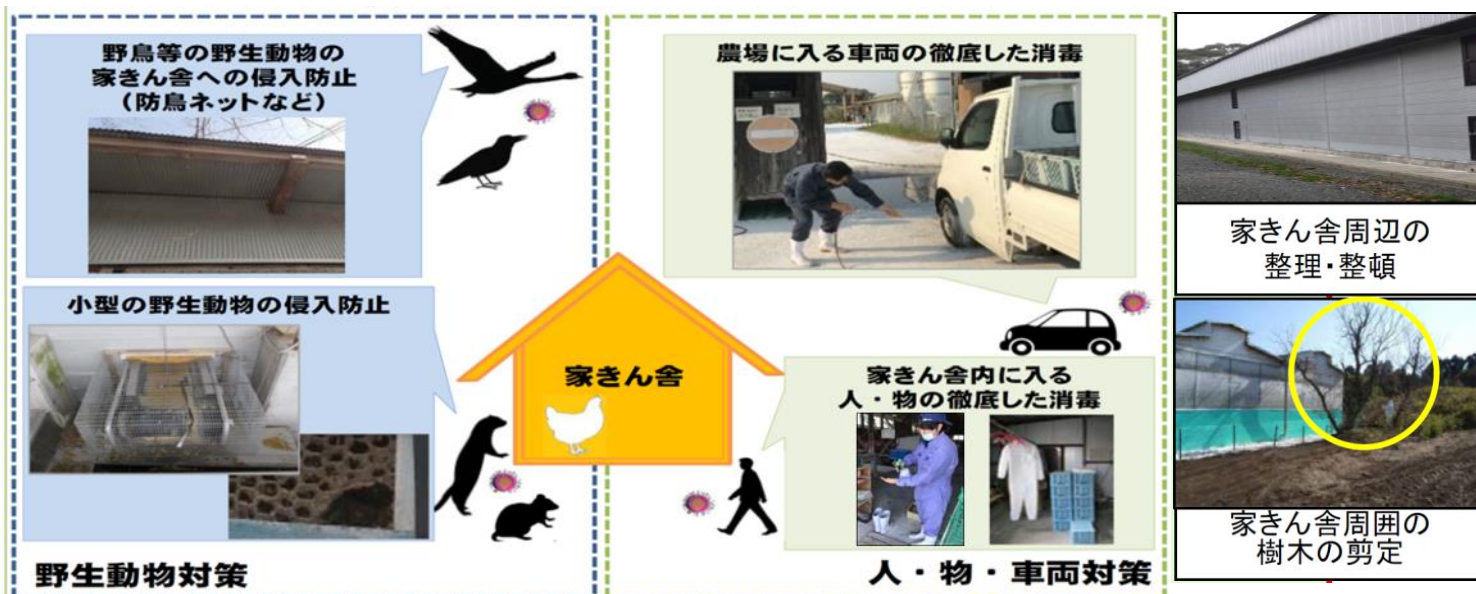 野鳥等の野生動物の
家きん舎への侵入防止
(防鳥ネットなど)
小型の野生動物の侵入防止
野生動物対策
家きん舎
農場に入る車両の徹底した消毒
家きん舎内に入る
人・物の徹底した消毒
人・物・車両対策
家きん舎周辺の
整理・整頓
家きん舎周囲の
樹木の剪定